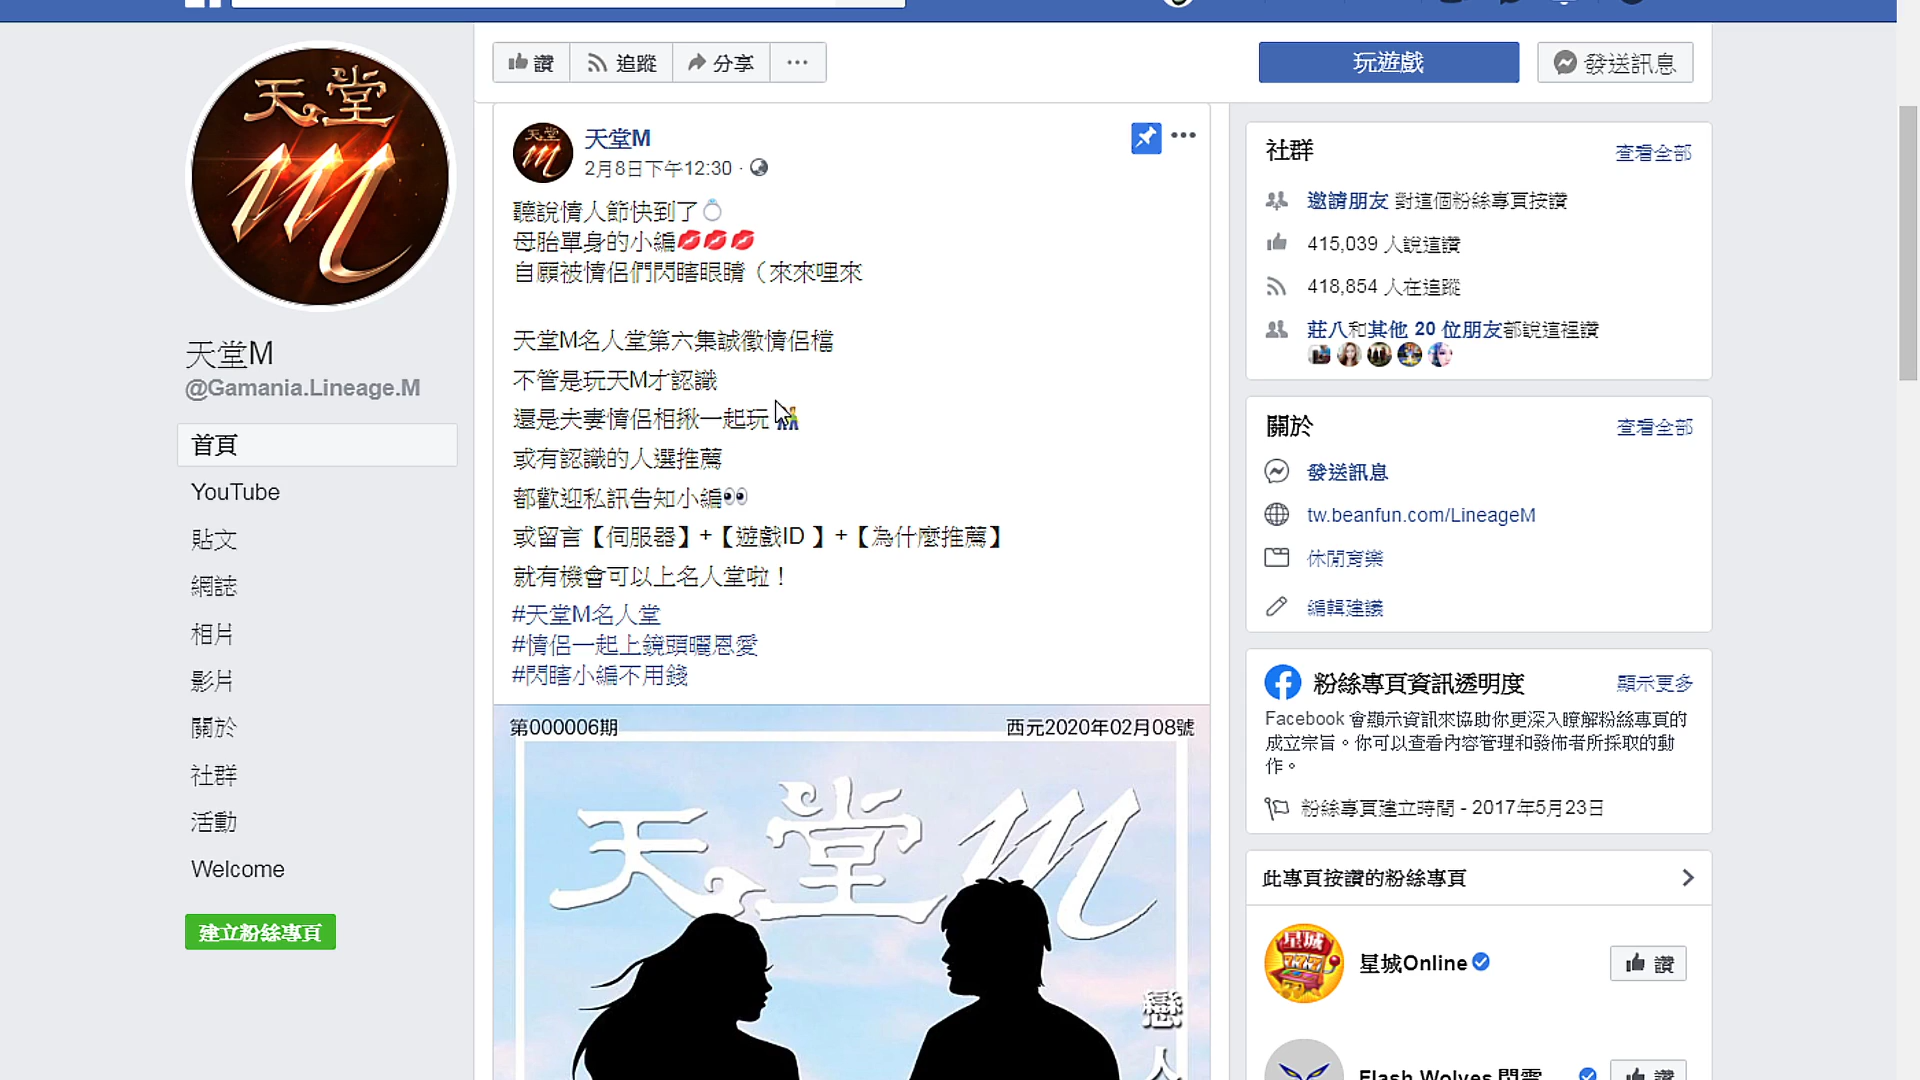 讚
追蹤
分享
玩遊戲
發送訊息
天堂M
天堂M
@Gamania.Lineage.M
首頁
YouTube
貼文
網誌
相片
影片
關於
社群
活動
Welcome
建立粉絲專頁
天堂M
2月8日下午12:30
聽說情人節快到了
母胎單身的小編
自願被情侶們閃瞎眼睛（來來哩來
天堂M名人堂第六集誠徵情侶檔
不管是玩天M才認識
還是夫妻情侶相揪一起玩
或有認識的人選推薦
都歡迎私訊告知小編
或留言【伺服器】+【遊戲ID 】+【為什麼推薦】
就有機會可以上名人堂啦！
#天堂M名人堂
#情侶一起上鏡頭曬恩愛
#閃瞎小編不用錢
第000006期
西元2020年02月08號
天堂M
戀人
社群
查看全部
邀請朋友 對這個粉絲專頁按讚
415,039 人說這讚
418,854 人在追蹤
莊八和其他 20 位朋友都說這裡讚
關於
查看全部
發送訊息
tw.beanfun.com/LineageM
休閒育樂
編輯建議
粉絲專頁資訊透明度
顯示更多
Facebook 會顯示資訊來協助你更深入瞭解粉絲專頁的
成立宗旨。你可以查看內容管理和發佈者所採取的動
作。
粉絲專頁建立時間 - 2017年5月23日
此專頁按讚的粉絲專頁
星城
星城Online
讚
Flash Wolves 閃電
讚